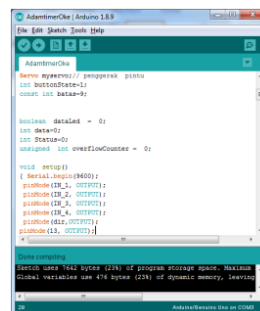 AdamtimerOke | Arduino 1.8.9
File Edit Sketch Tools Help
AdamtimerOke
Servo myservo;// penggerak pintu
int buttonState=1;
const int batas=9;
boolean dataLed = 0;
int data=0;
int Status=0;
unsigned int overflowCounter = 0;
void setup()
{ Serial.begin(9600);
pinMode(IN_1, OUTPUT);
pinMode(IN_2, OUTPUT);
pinMode(IN_3, OUTPUT);
pinMode(IN_4, OUTPUT);
pinMode(dir,OUTPUT);
pinMode(13, OUTPUT);
Done compiling.
Sketch uses 7642 bytes (23%) of program storage space. Maximum
Global variables use 476 bytes (23%) of dynamic memory, leaving
28
Arduino/Genuino Uno on COM3